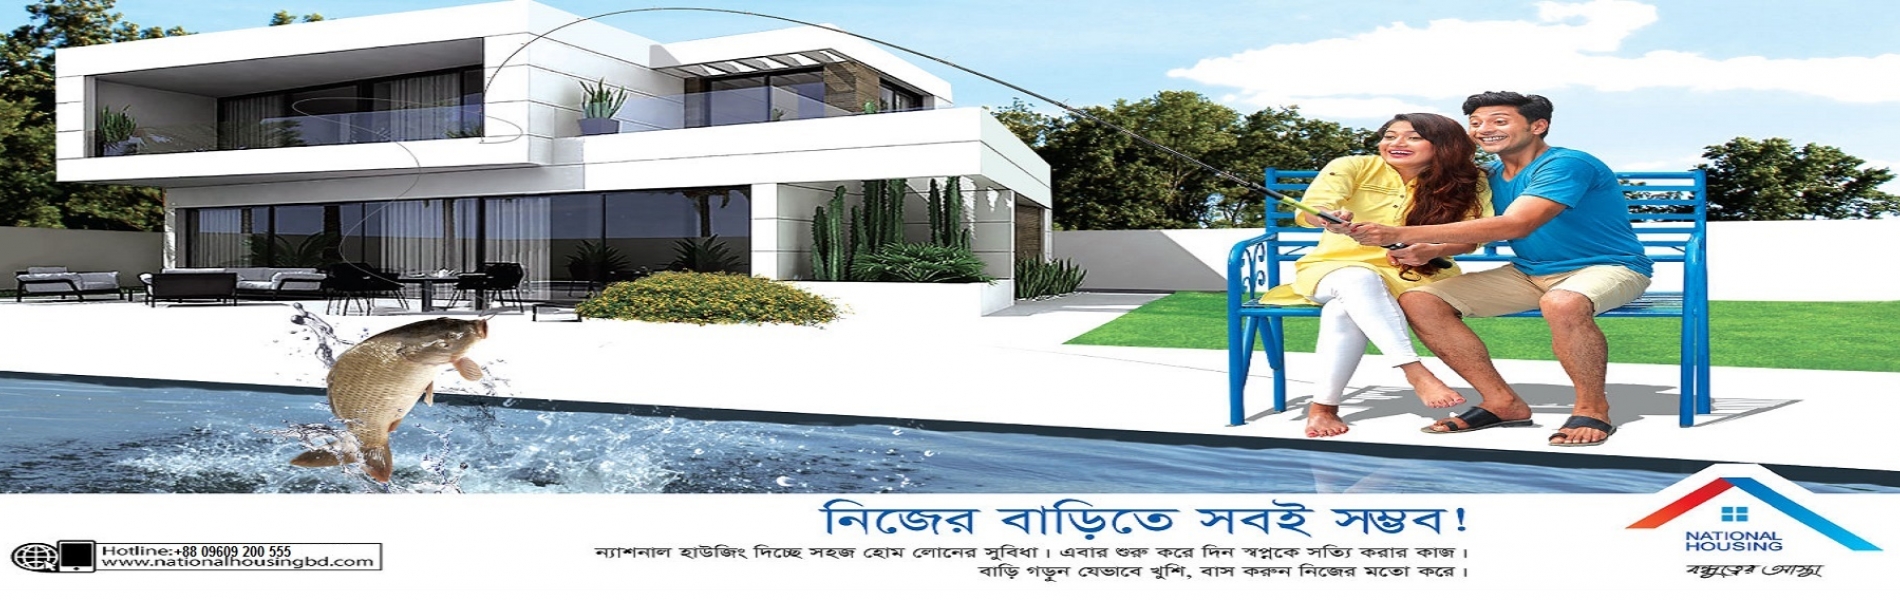 নিজের বাড়িতে সবই সম্ভব!
ন্যাশনাল হাউজিং দিচ্ছে সহজ হোম লোনের সুবিধা। এবার শুরু করে দিন স্বপ্নকে সত্যি করার কাজ।
বাড়ি গড়ুন যেভাবে খুশি, বাস করুন নিজের মতো করে।
Hotline:+88 09609 200 555
www.nationalhousingbd.com
NATIONAL
HOUSING
বন্ধুত্বের আস্থা